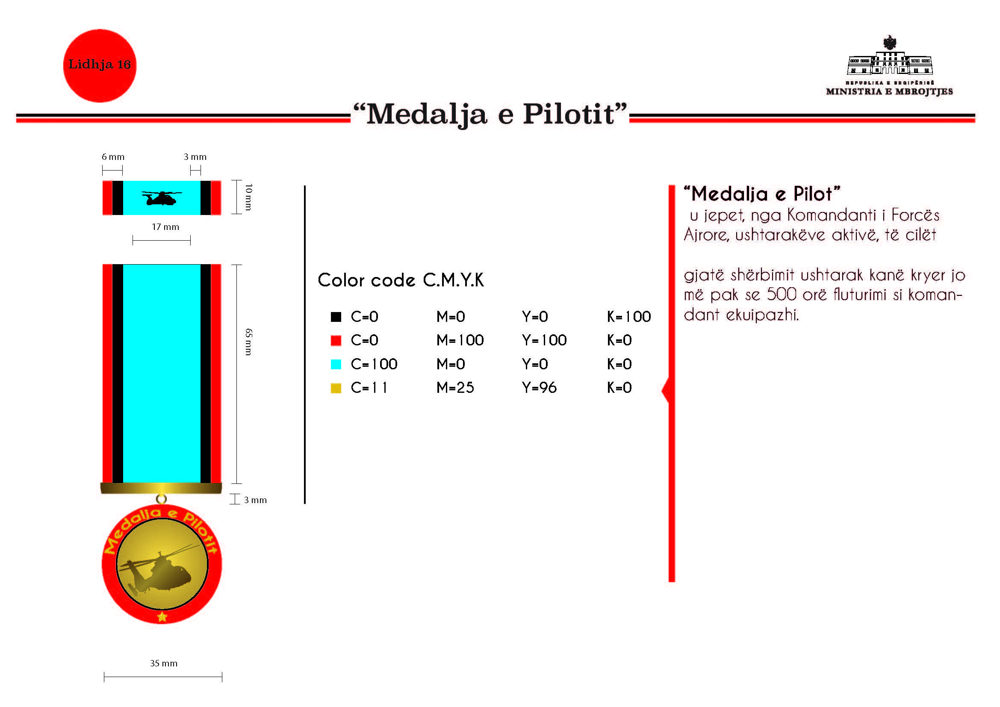 Lidhja 16
REPUBLIKA E SHQIPËRISË
MINISTRIA E MBROJTJES
“Medalja e Pilotit”
6 mm
3 mm
10 mm
17 mm
65 mm
3 mm
Medalja e Pilotit
35 mm
Color code C.M.Y.K
C=0 M=0 Y=0 K=100
C=0 M=100 Y=100 K=0
C=100 M=0 Y=0 K=0
C=11 M=25 Y=96 K=0
“Medalja e Pilot”
u jepet, nga Komandanti i Forcës
Ajrore, ushtarakëve aktivë, të cilët
gjatë shërbimit ushtarak kanë kryer jo
më pak se 500 orë fluturimi si koman-
dant ekuipazhi.